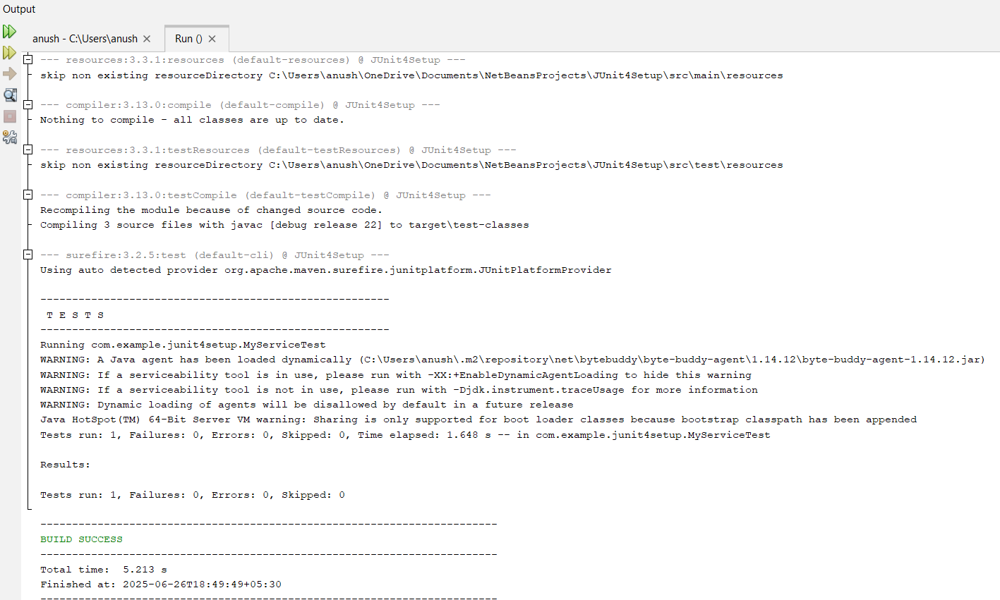 Output
anush - C:\Users\anush
Run ()
--- resources:3.3.1:resources (default-resources) @ JUnit4Setup ---
skip non existing resourceDirectory C:\Users\anush\OneDrive\Documents\NetBeansProjects\JUnit4Setup\src\main\resources
--- compiler:3.13.0:compile (default-compile) @ JUnit4Setup ---
Nothing to compile - all classes are up to date.
--- resources:3.3.1:testResources (default-testResources) @ JUnit4Setup ---
skip non existing resourceDirectory C:\Users\anush\OneDrive\Documents\NetBeansProjects\JUnit4Setup\src\test\resources
--- compiler:3.13.0:testCompile (default-testCompile) @ JUnit4Setup ---
Recompiling the module because of changed source code.
Compiling 3 source files with javac [debug release 22] to target\test-classes
--- surefire:3.2.5:test (default-cli) @ JUnit4Setup ---
Using auto detected provider org.apache.maven.surefire.junitplatform.JUnitPlatformProvider
-------------------------------------------------------
T E S T S
-------------------------------------------------------
Running com.example.junit4setup.MyServiceTest
WARNING: A Java agent has been loaded dynamically (C:\Users\anush\.m2\repository\net\bytebuddy\byte-buddy-agent\1.14.12\byte-buddy-agent-1.14.12.jar)
WARNING: If a serviceability tool is in use, please run with -XX:+EnableDynamicAgentLoading to hide this warning
WARNING: If a serviceability tool is not in use, please run with -Djdk.instrument.traceUsage for more information
WARNING: Dynamic loading of agents will be disallowed by default in a future release
Java HotSpot(TM) 64-Bit Server VM warning: Sharing is only supported for boot loader classes because bootstrap classpath has been appended
Tests run: 1, Failures: 0, Errors: 0, Skipped: 0, Time elapsed: 1.648 s -- in com.example.junit4setup.MyServiceTest
Results:
Tests run: 1, Failures: 0, Errors: 0, Skipped: 0
------------------------------------------------------------------------
BUILD SUCCESS
------------------------------------------------------------------------
Total time:  5.213 s
Finished at: 2025-06-26T18:49:49+05:30
------------------------------------------------------------------------